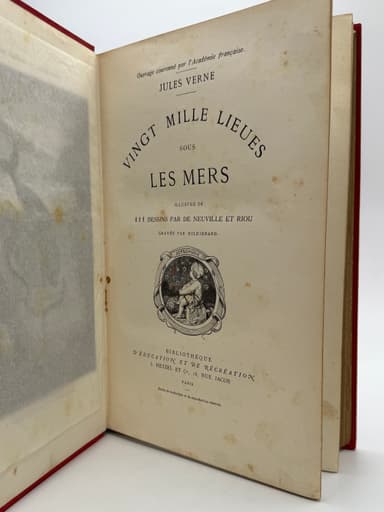 Ouvrage couronné par l'Académie française.
JULES VERNE
VINGT MILLE LIEUES
SOUS
LES MERS
ILLUSTRÉ DE
111 DESSINS PAR DE NEUVILLE ET RIOU
GRAVÉS PAR HILDIBRAND
BIBLIOTHÈQUE
D'ÉDUCATION ET DE RÉCRÉATION
J. HETZEL ET Cie, 18, RUE JACOB
PARIS